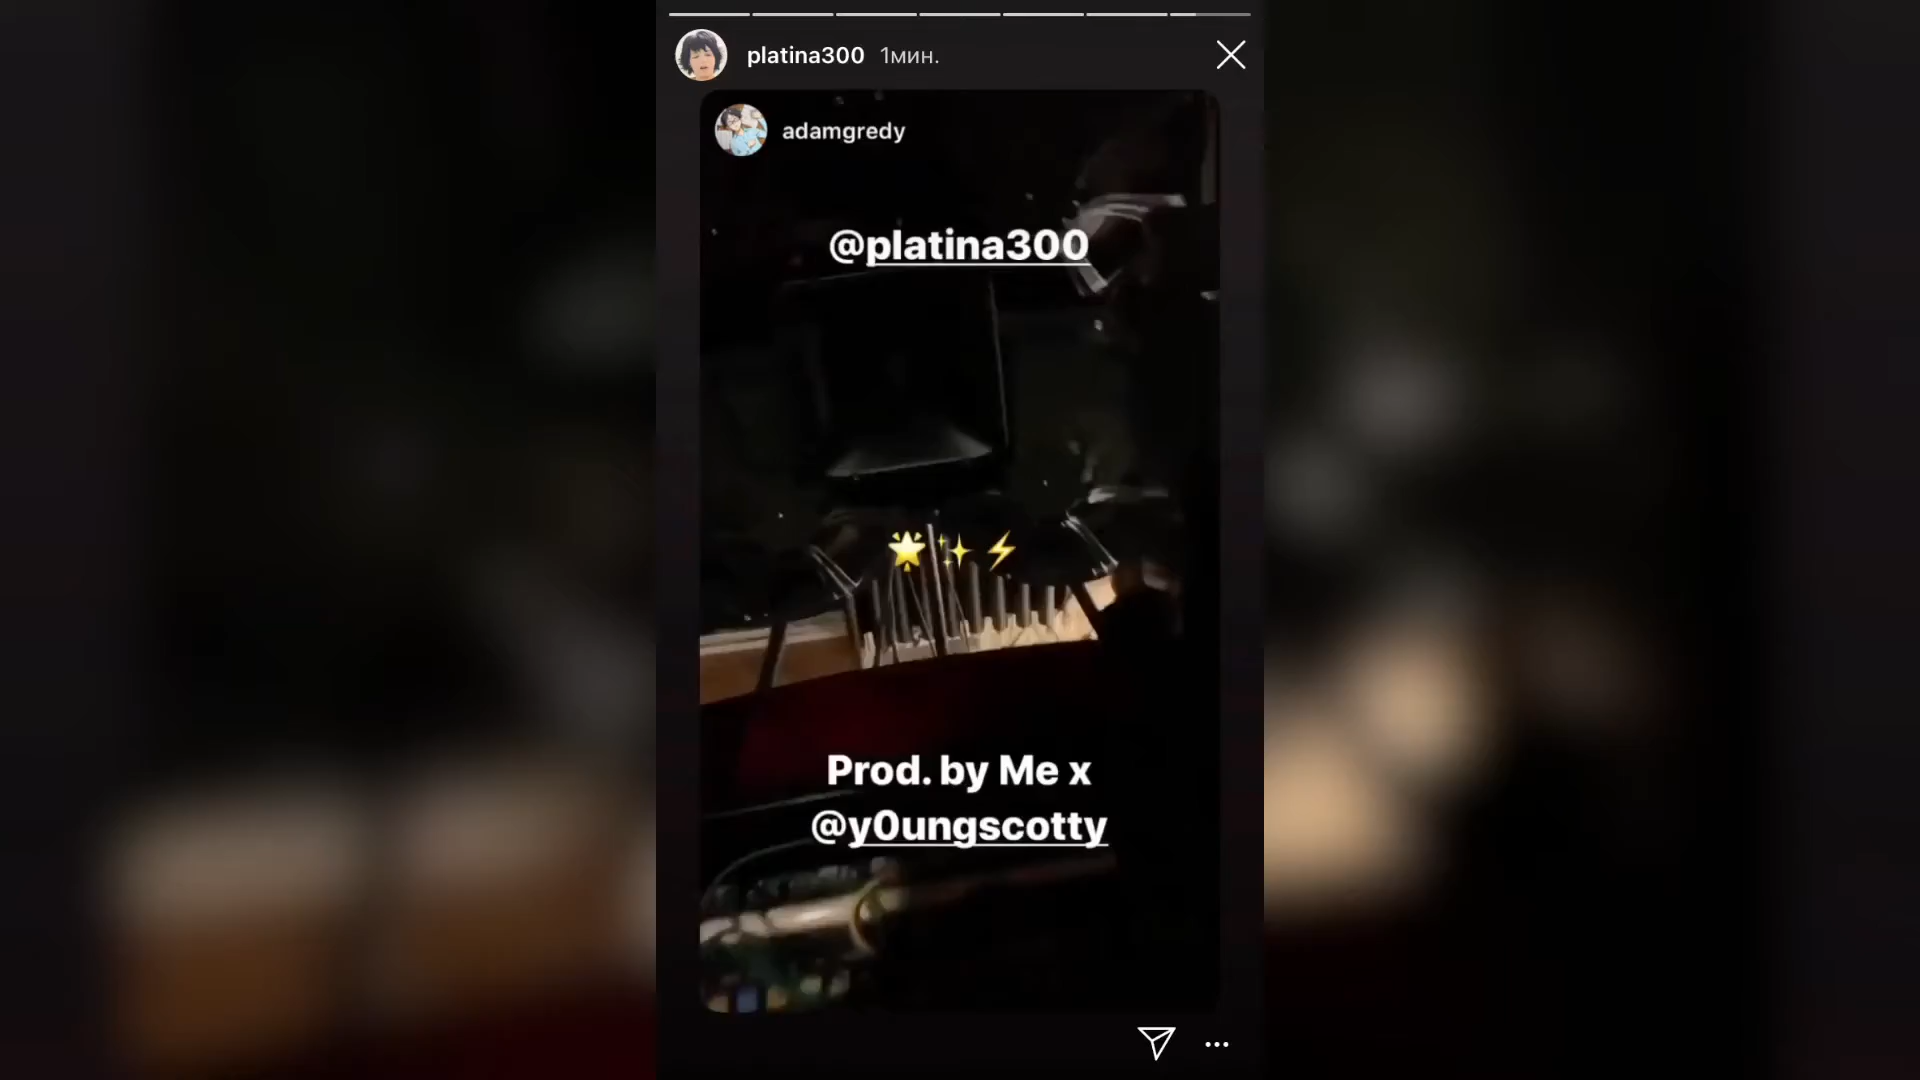 platina300 1мин.
adamgredy
@platina300
🌟✨⚡
Prod. by Me x
@y0ungscotty